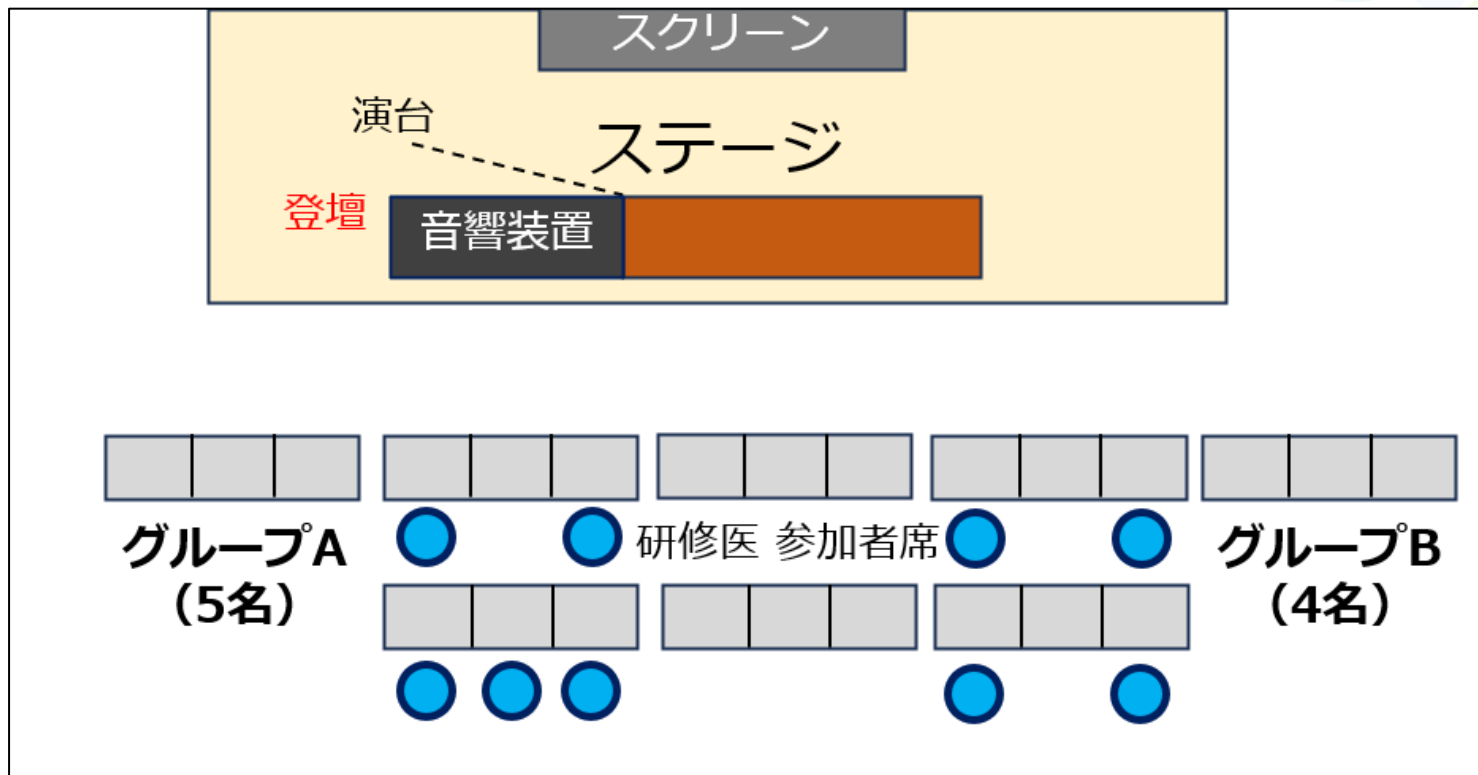 スクリーン
演台
ステージ
登壇
音響装置
グループA
（5名）
研修医 参加者席
グループB
（4名）